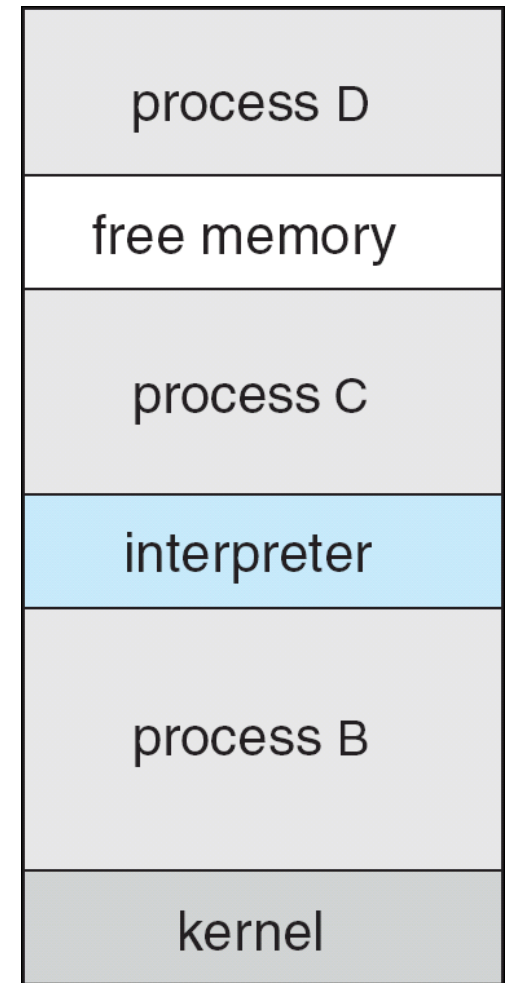 process D
free memory
process C
interpreter
process B
kernel